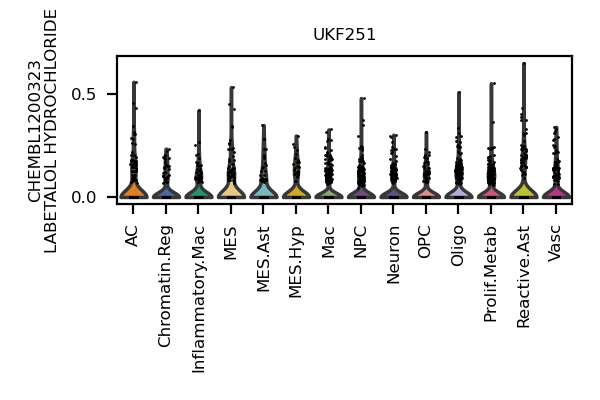 UKF251
CHEMBL1200323
LABETALOL HYDROCHLORIDE
0.5
0.0
AC
Chromatin.Reg
Inflammatory.Mac
MES
MES.Ast
MES.Hyp
Mac
NPC
Neuron
OPC
Oligo
Prolif.Metab
Reactive.Ast
Vasc